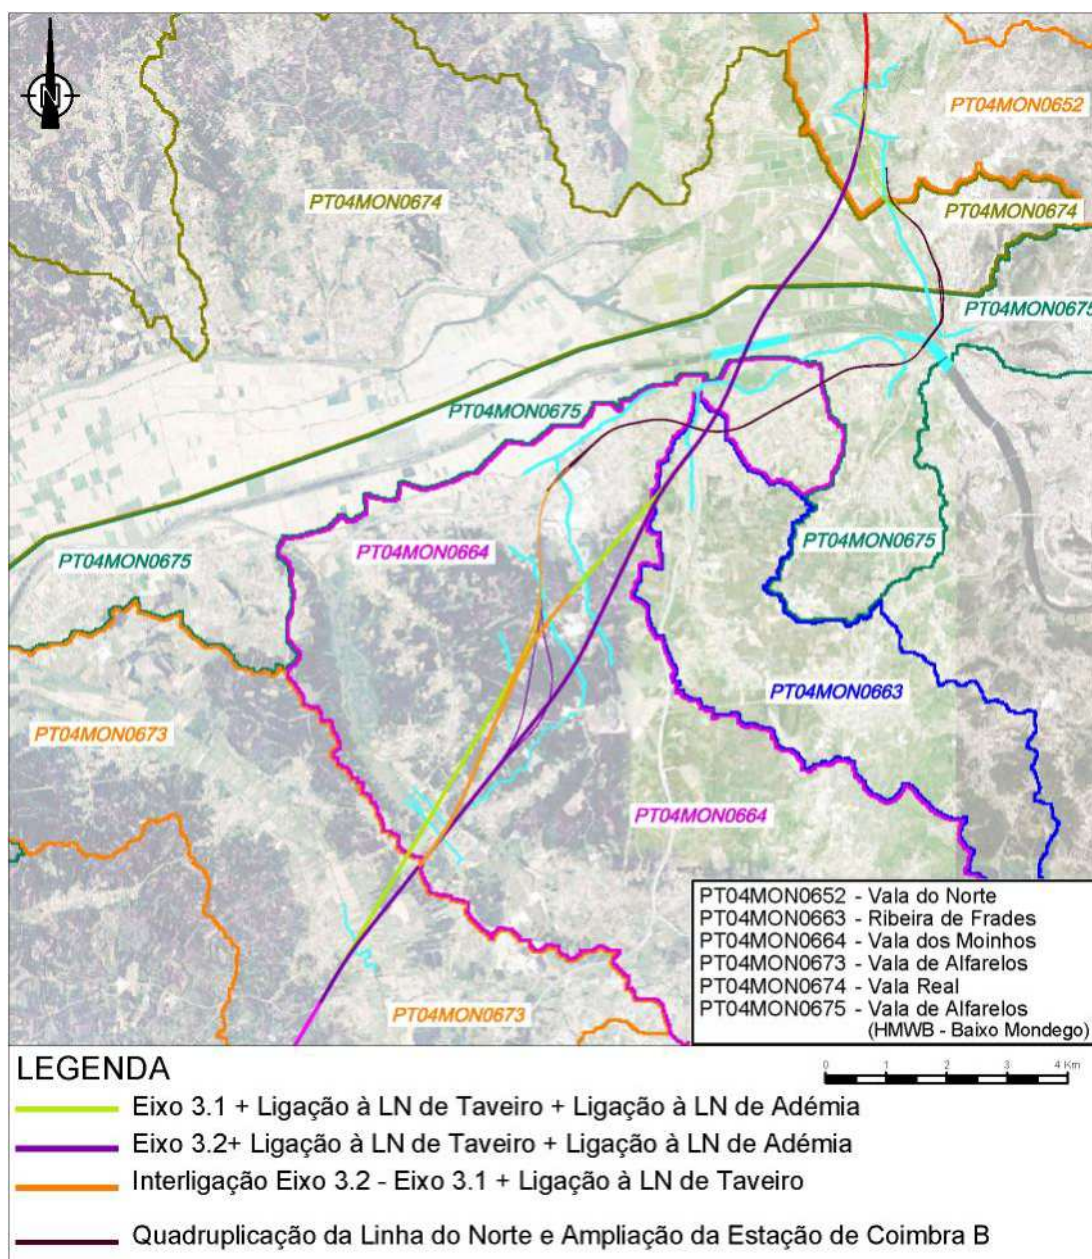 N
PT04MON0652
PT04MON0674
PT04MON0674
PT04MON0675
PT04MON0675
PT04MON0675
PT04MON0664
PT04MON0675
PT04MON0663
PT04MON0673
PT04MON0664
PT04MON0673
PT04MON0652 - Vala do Norte
PT04MON0663 - Ribeira de Frades
PT04MON0664 - Vala dos Moinhos
PT04MON0673 - Vala de Alfarelos
PT04MON0674 - Vala Real
PT04MON0675 - Vala de Alfarelos
(HMWB - Baixo Mondego)
LEGENDA
0 1 2 3 4 Km
Eixo 3.1 + Ligação à LN de Taveiro + Ligação à LN de Adémia
Eixo 3.2+ Ligação à LN de Taveiro + Ligação à LN de Adémia
Interligação Eixo 3.2 - Eixo 3.1 + Ligação à LN de Taveiro
Quadruplicação da Linha do Norte e Ampliação da Estação de Coimbra B